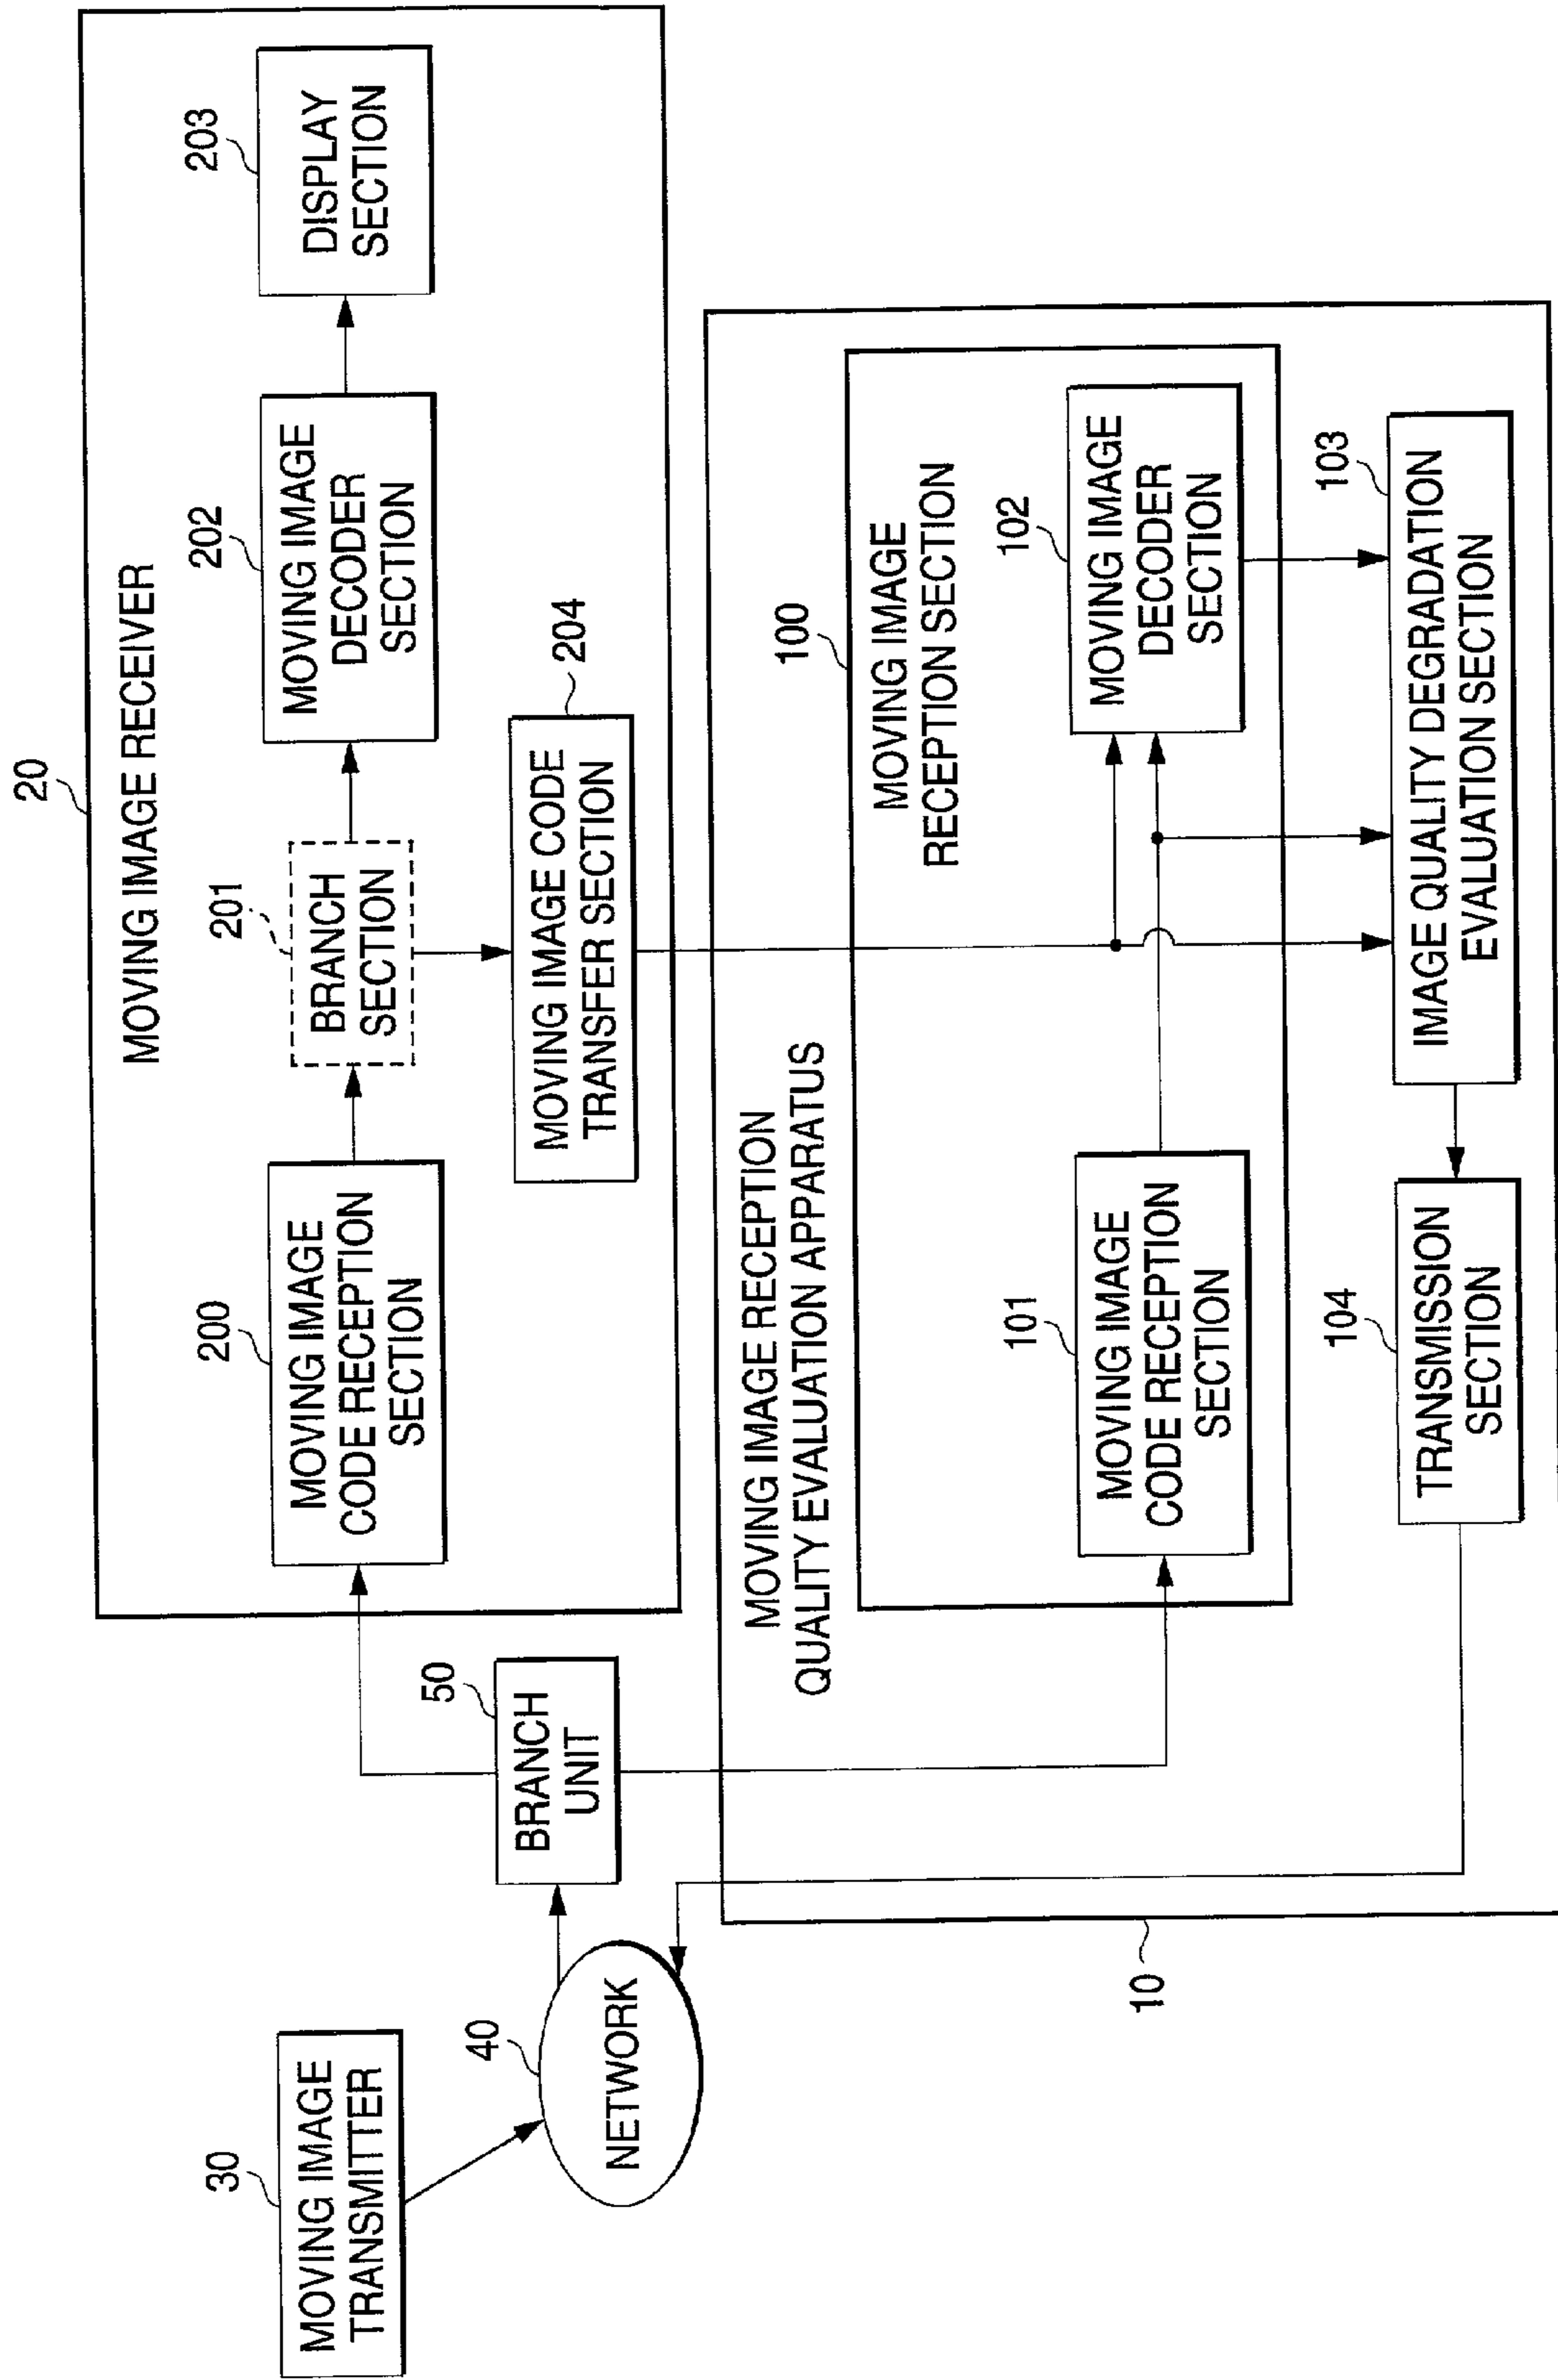 20
MOVING IMAGE RECEIVER
30
MOVING IMAGE
TRANSMITTER
40
NETWORK
50
BRANCH
UNIT
200
MOVING IMAGE
CODE RECEPTION
SECTION
201
BRANCH
SECTION
202
MOVING IMAGE
DECODER
SECTION
203
DISPLAY
SECTION
204
MOVING IMAGE CODE
TRANSFER SECTION
10
MOVING IMAGE RECEPTION
QUALITY EVALUATION APPARATUS
100
MOVING IMAGE
RECEPTION SECTION
101
MOVING IMAGE
CODE RECEPTION
SECTION
102
MOVING IMAGE
DECODER
SECTION
103
IMAGE QUALITY DEGRADATION
EVALUATION SECTION
104
TRANSMISSION
SECTION